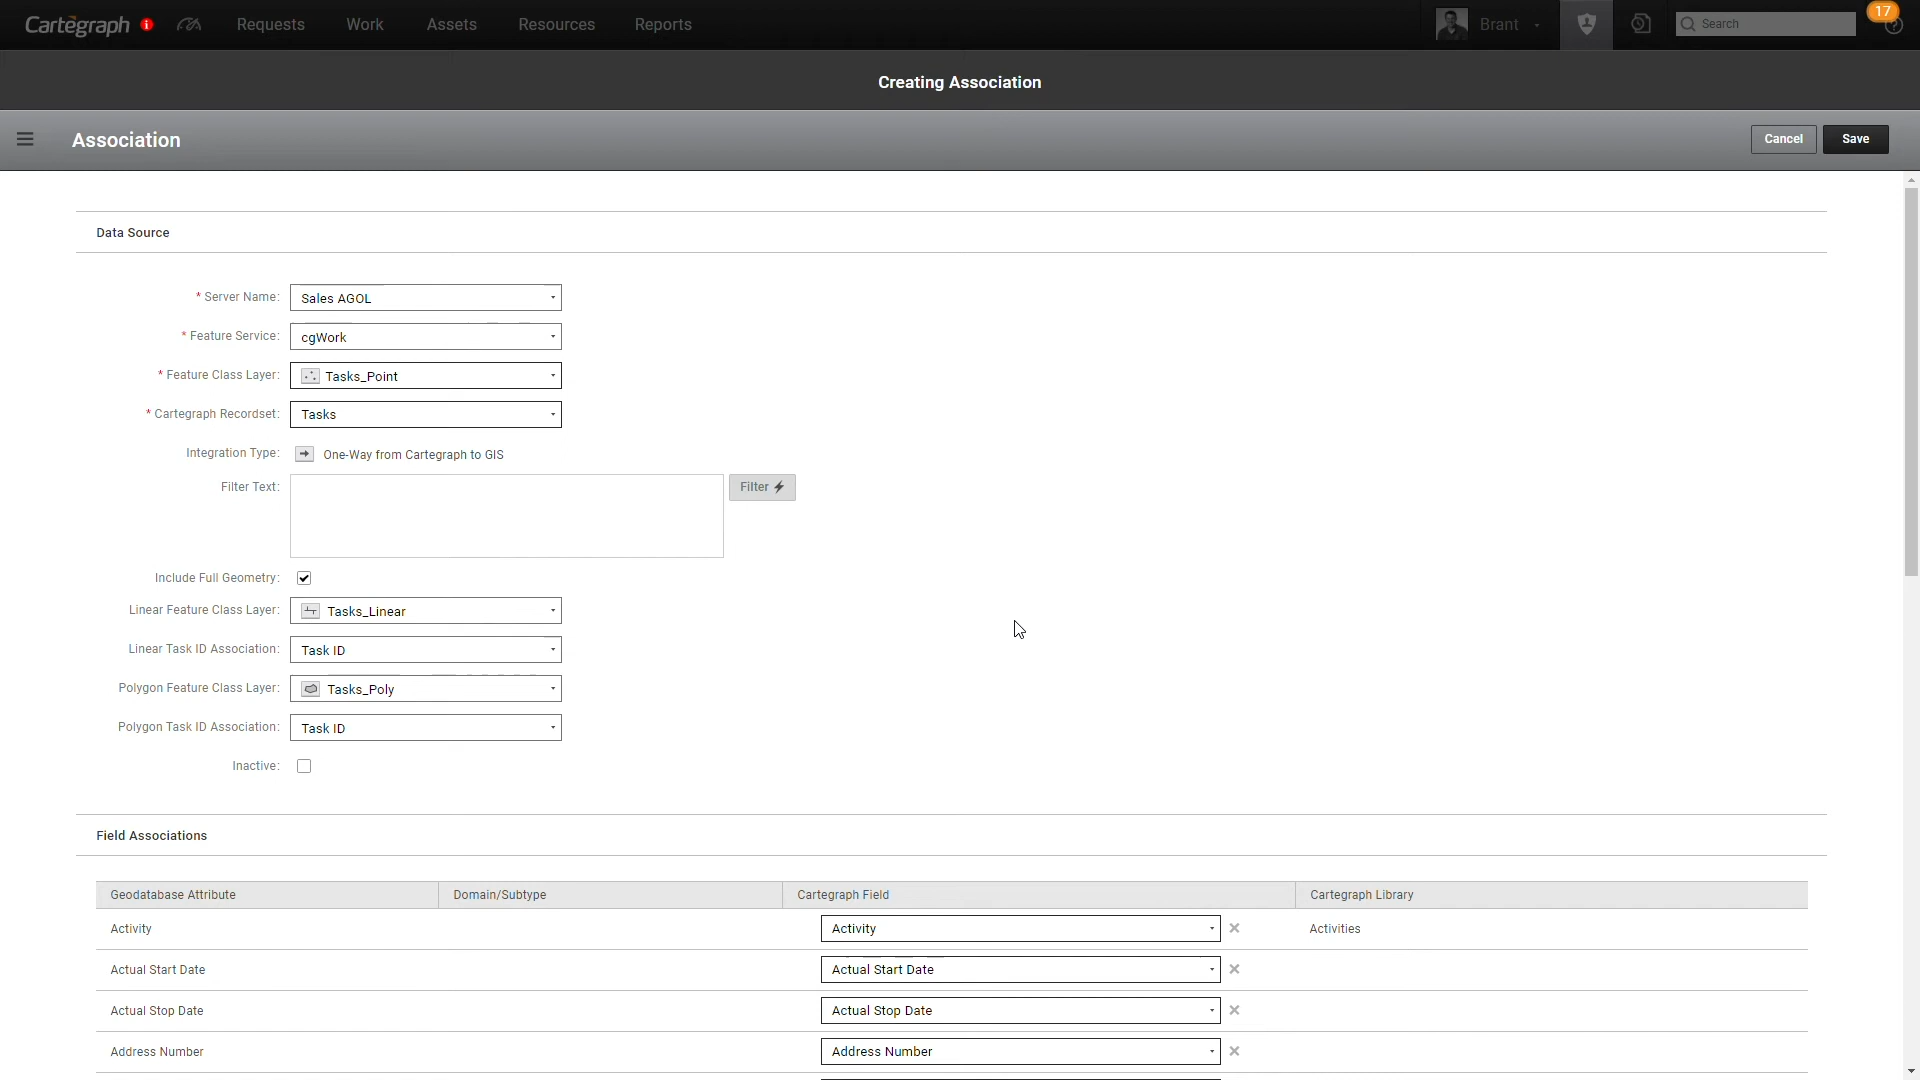 Cartëgraph i Requests Work Assets Resources Reports Brant Search 17 ?
Creating Association
Association Cancel Save
Data Source
* Server Name: Sales AGOL
* Feature Service: cgWork
* Feature Class Layer: Tasks_Point
* Cartegraph Recordset: Tasks
Integration Type: One-Way from Cartegraph to GIS
Filter Text: Filter
Include Full Geometry:
Linear Feature Class Layer: Tasks_Linear
Linear Task ID Association: Task ID
Polygon Feature Class Layer: Tasks_Poly
Polygon Task ID Association: Task ID
Inactive:
Field Associations
Geodatabase Attribute Domain/Subtype Cartegraph Field Cartegraph Library
Activity Activity Activities
Actual Start Date Actual Start Date
Actual Stop Date Actual Stop Date
Address Number Address Number